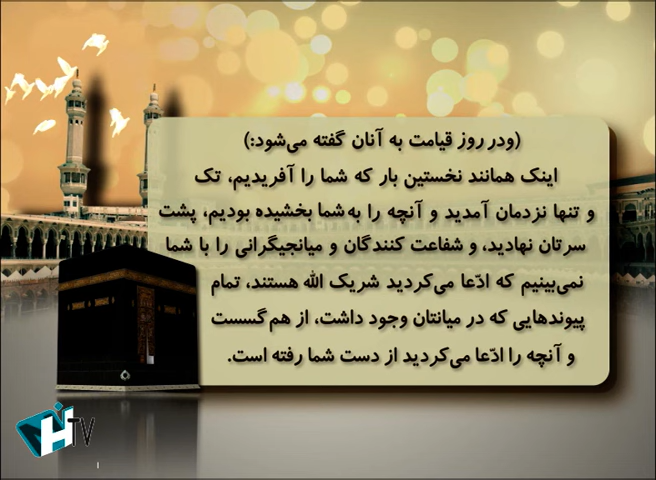 (ودر روز قیامت به آنان گفته می‌شود:)
اینک همانند نخستین بار که شما را آفریدیم، تک
و تنها نزدمان آمدید و آنچه را به شما بخشیده بودیم، پشت
سرتان نهادید، و شفاعت کنندگان و میانجیگرانی را با شما
نمی‌بینیم که ادّعا می‌کردید شریک الله هستند، تمام
پیوندهایی که در میانتان وجود داشت، از هم گسست
و آنچه را ادّعا می‌کردید از دست شما رفته است.
TV